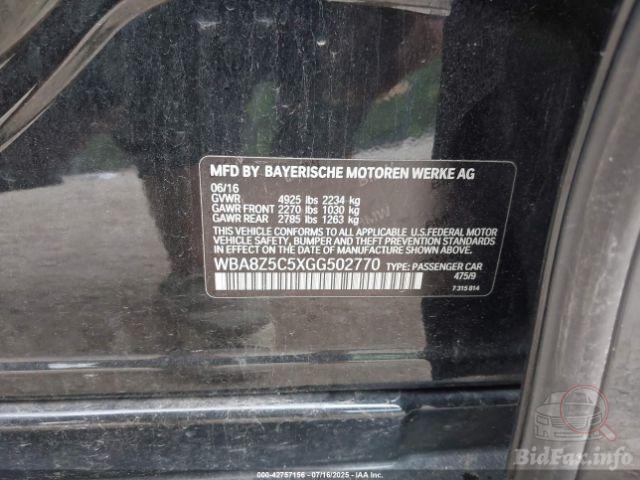 MFD BY BAYERISCHE MOTOREN WERKE AG
06/16
GVWR 4925 lbs 2234 kg
GAWR FRONT 2270 lbs 1030 kg
GAWR REAR 2785 lbs 1263 kg
THIS VEHICLE CONFORMS TO ALL APPLICABLE U.S. FEDERAL MOTOR
VEHICLE SAFETY, BUMPER, AND THEFT PREVENTION STANDARDS
IN EFFECT ON THE DATE OF MANUFACTURE SHOWN ABOVE.
WBA8Z5C5XGG502770 TYPE: PASSENGER CAR
475/9
7 315 814
BidFax.info
000-42757156 - 07/16/2025 - IAA Inc.